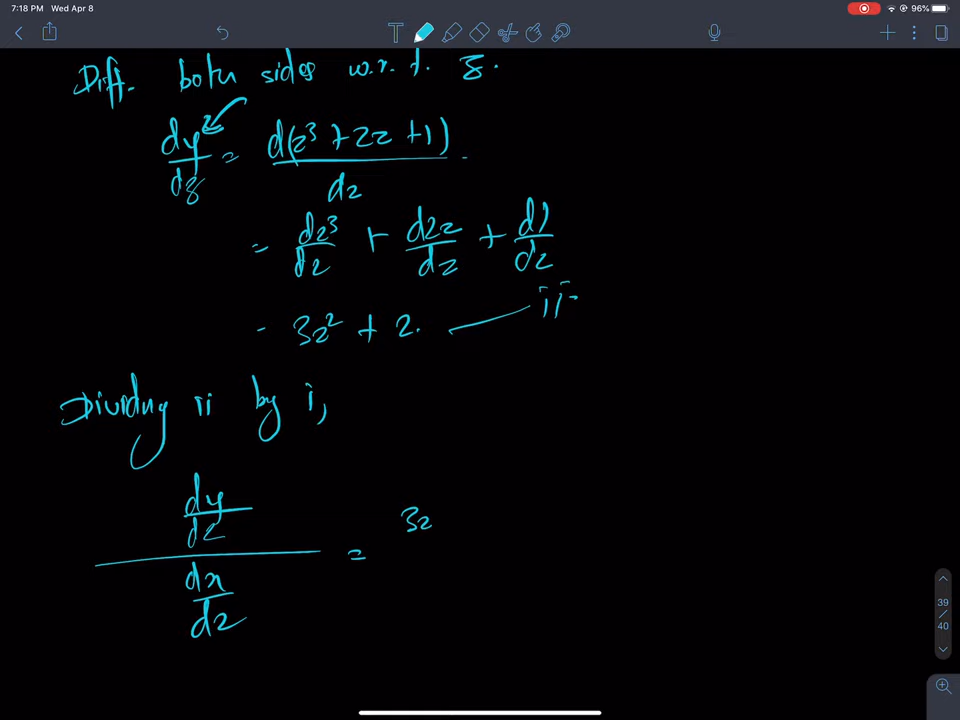 7:18 PM Wed Apr 8 96%
Diff. both sides w.r.t. z.
dy²/dz = d(z³+2z+1)/dz
= dz³/dz + d2z/dz + d1/dz
= 3z² + 2. — ii
Dividing ii by i,
(dy/dz)/(dx/dz) = 3z
39
/
40